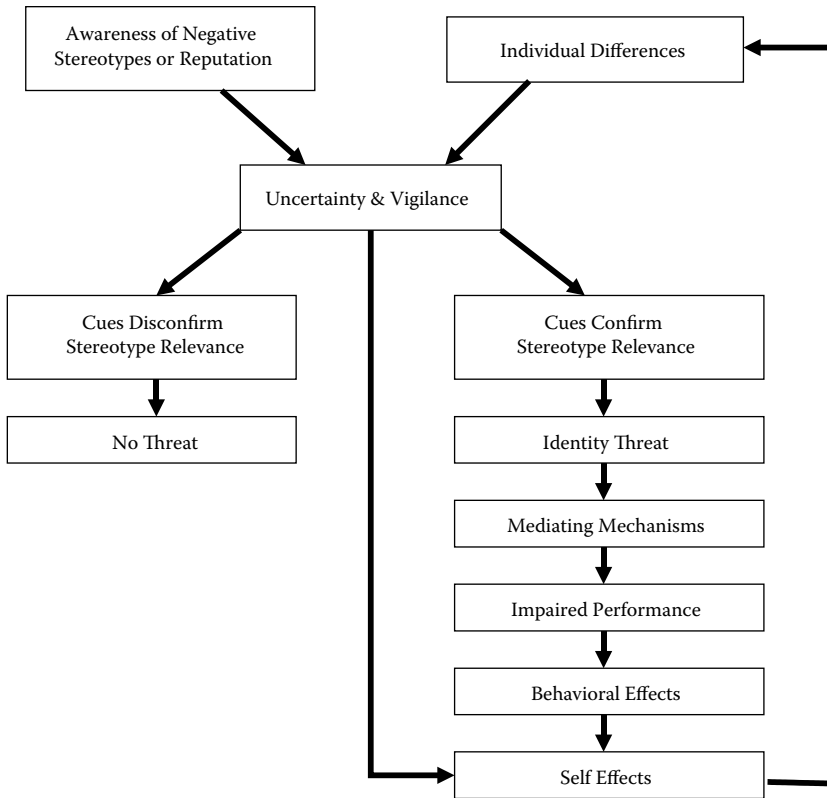 Awareness of Negative
Stereotypes or Reputation
Individual Differences
Uncertainty & Vigilance
Cues Disconfirm
Stereotype Relevance
Cues Confirm
Stereotype Relevance
No Threat
Identity Threat
Mediating Mechanisms
Impaired Performance
Behavioral Effects
Self Effects